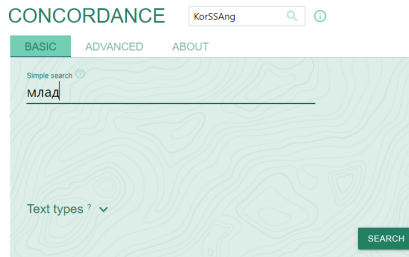 CONCORDANCE KorSSAng
BASIC ADVANCED ABOUT
Simple search ?
млад
Text types ?
SEARCH